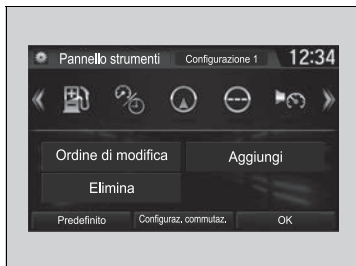 Pannello strumenti Configurazione 1 12:34
Ordine di modifica Aggiungi
Elimina
Predefinito Configuraz. commutaz. OK